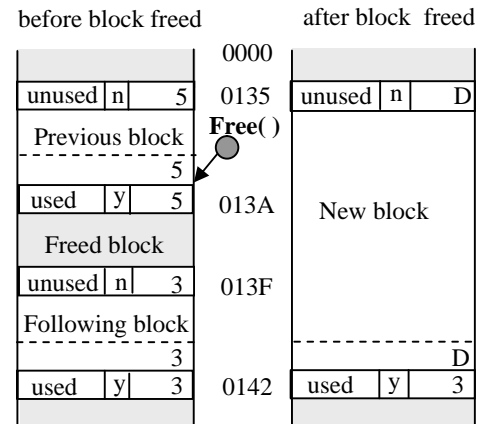 before block freed after block freed
0000
unused n 5 0135 unused n D
Previous block Free( )
5
used y 5 013A New block
Freed block
unused n 3 013F
Following block
3 D
used y 3 0142 used y 3